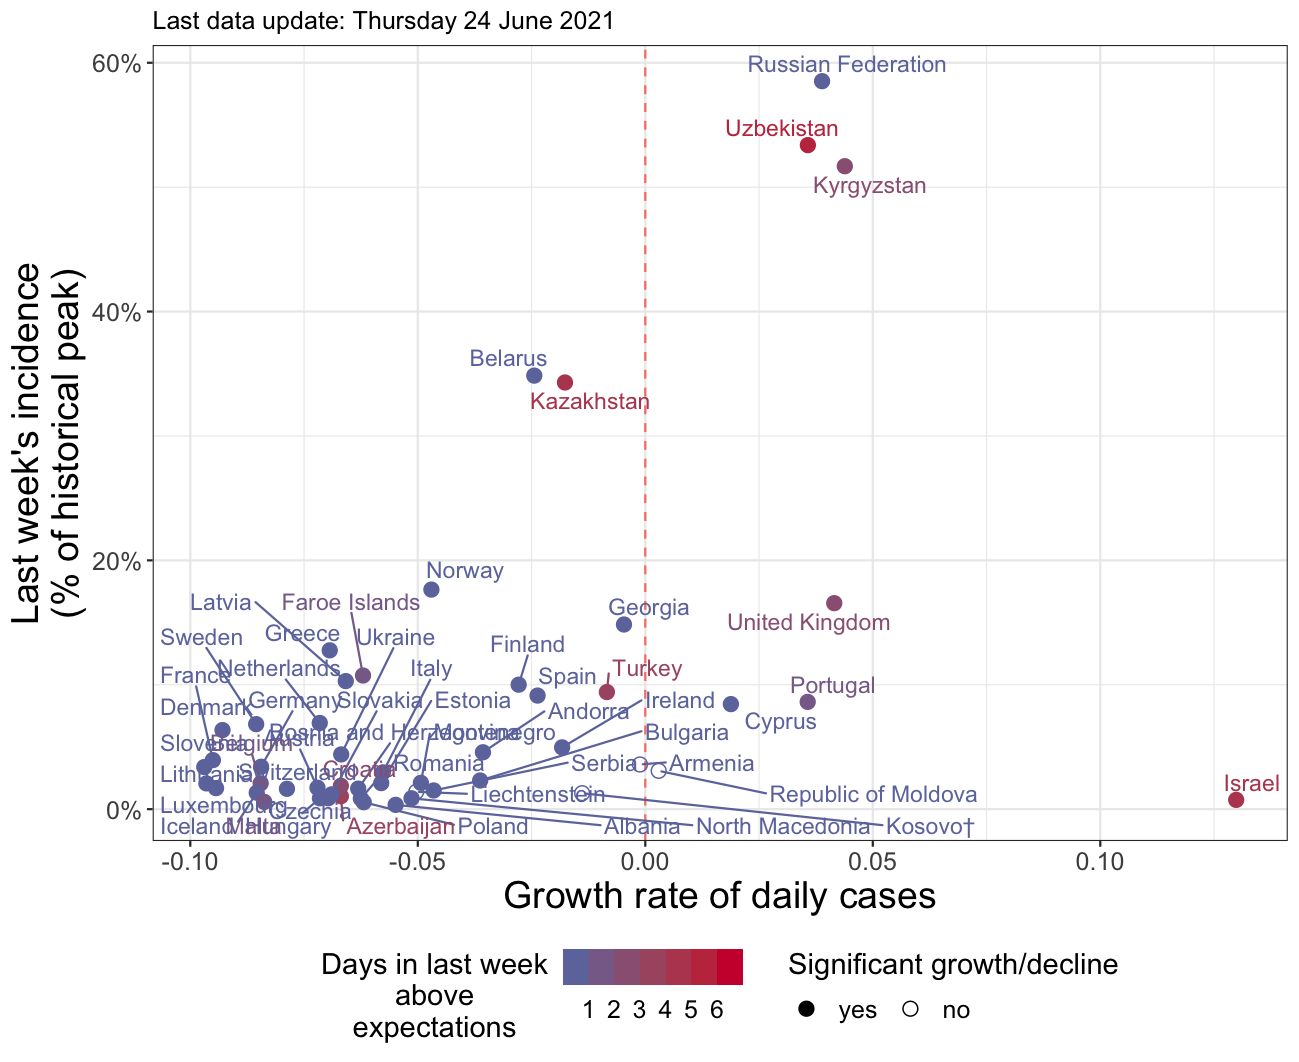 Last data update: Thursday 24 June 2021
Last week's incidence
(% of historical peak)
60%
40%
20%
0%
Russian Federation
Uzbekistan
Kyrgyzstan
Belarus
Kazakhstan
Norway
Latvia
Faroe Islands
Georgia
United Kingdom
Sweden
Greece
Ukraine
Finland
France
Netherlands
Italy
Spain
Turkey
Portugal
Denmark
Germany
Slovakia
Estonia
Andorra
Ireland
Cyprus
Slovenia
Belgium
Austria
Bosnia and Herzegovina
Montenegro
Bulgaria
Lithuania
Switzerland
Croatia
Romania
Serbia
Armenia
Israel
Luxembourg
Czechia
Liechtenstein
Republic of Moldova
Iceland
Malta
Hungary
Azerbaijan
Poland
Albania
North Macedonia
Kosovo†
-0.10
-0.05
0.00
0.05
0.10
Growth rate of daily cases
Days in last week
above
expectations
1 2 3 4 5 6
Significant growth/decline
yes
no